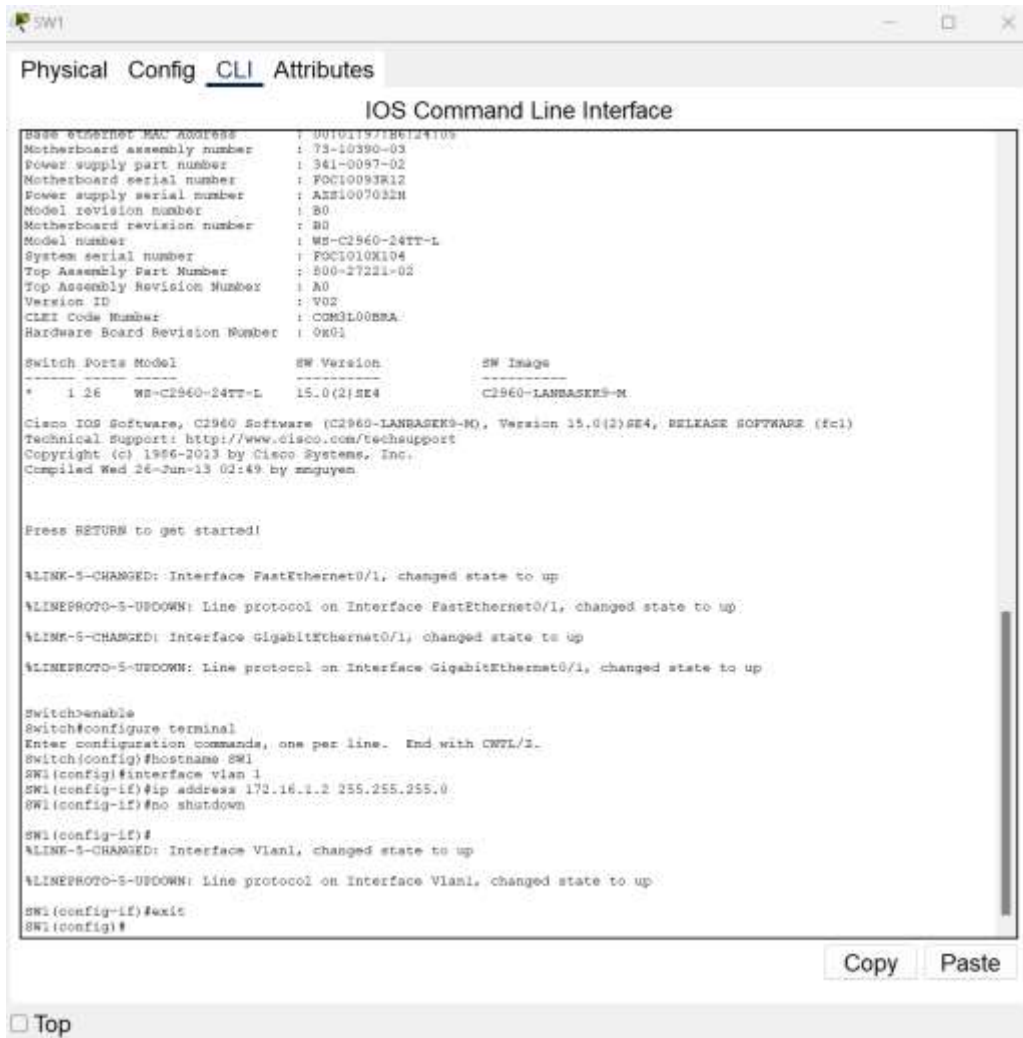 SW1
Physical Config CLI Attributes
IOS Command Line Interface
Base ethernet MAC Address :
Motherboard assembly number : 73-10390-03
Power supply part number : 341-0097-02
Motherboard serial number : FOC10093R12
Power supply serial number : AZS1007032H
Model revision number : B0
Motherboard revision number : B0
Model number : WS-C2960-24TT-L
System serial number : FOC1010X104
Top Assembly Part Number : 800-27221-02
Top Assembly Revision Number : A0
Version ID : V02
CLEI Code Number : COM3L00BRA
Hardware Board Revision Number : 0x01
Switch Ports Model SW Version SW Image
------ ----- ----- ---------- ----------
* 1 26 WS-C2960-24TT-L 15.0(2)SE4 C2960-LANBASEK9-M
Cisco IOS Software, C2960 Software (C2960-LANBASEK9-M), Version 15.0(2)SE4, RELEASE SOFTWARE (fc1)
Technical Support: http://www.cisco.com/techsupport
Copyright (c) 1986-2013 by Cisco Systems, Inc.
Compiled Wed 26-Jun-13 02:49 by mnguyen
Press RETURN to get started!
%LINK-5-CHANGED: Interface FastEthernet0/1, changed state to up
%LINEPROTO-5-UPDOWN: Line protocol on Interface FastEthernet0/1, changed state to up
%LINK-5-CHANGED: Interface GigabitEthernet0/1, changed state to up
%LINEPROTO-5-UPDOWN: Line protocol on Interface GigabitEthernet0/1, changed state to up
Switch>enable
Switch#configure terminal
Enter configuration commands, one per line. End with CNTL/Z.
Switch(config)#hostname SW1
SW1(config)#interface vlan 1
SW1(config-if)#ip address 172.16.1.2 255.255.255.0
SW1(config-if)#no shutdown
SW1(config-if)#
%LINK-5-CHANGED: Interface Vlan1, changed state to up
%LINEPROTO-5-UPDOWN: Line protocol on Interface Vlan1, changed state to up
SW1(config-if)#exit
SW1(config)#
Copy Paste
Top